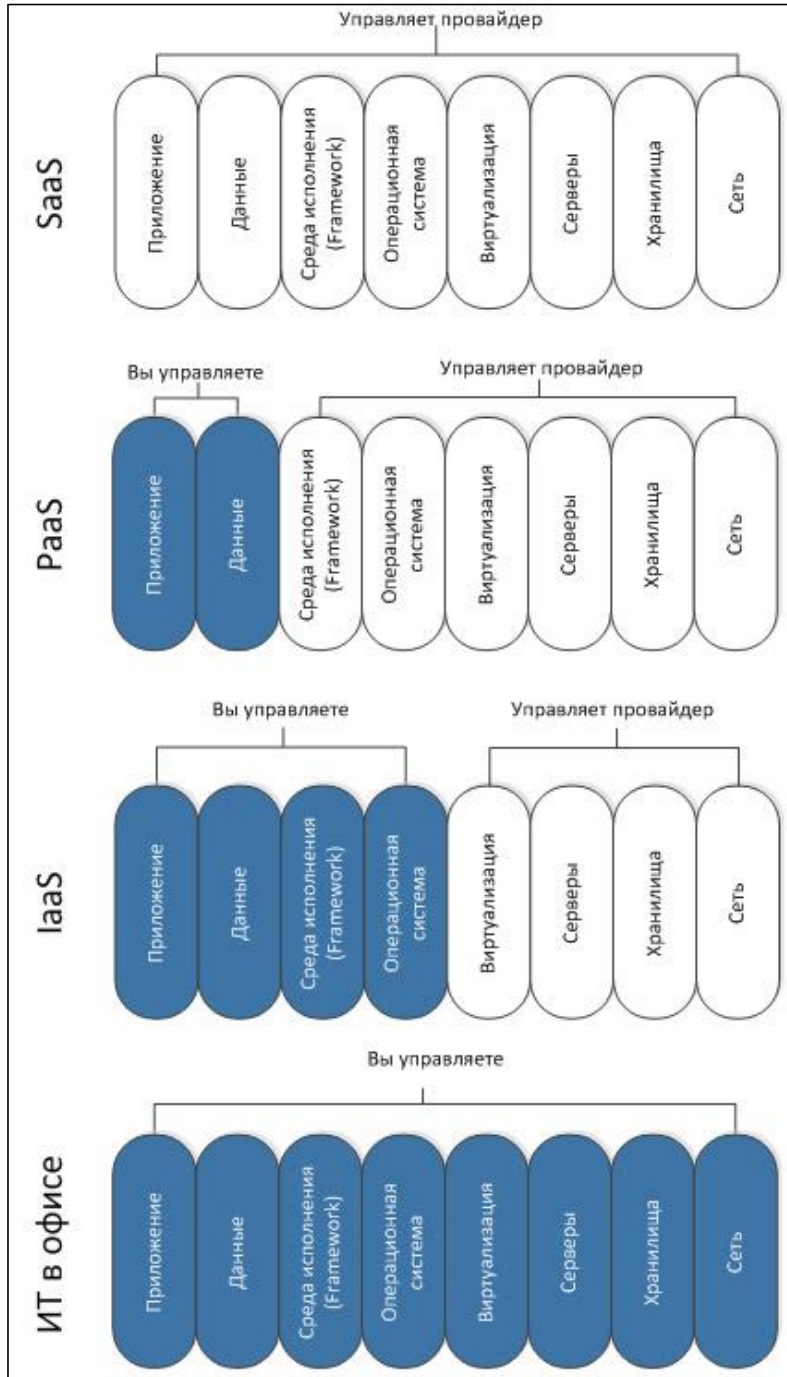 SaaS
Управляет провайдер
Приложение
Данные
Среда исполнения
(Framework)
Операционная
система
Виртуализация
Серверы
Хранилища
Сеть
PaaS
Вы управляете
Управляет провайдер
Приложение
Данные
Среда исполнения
(Framework)
Операционная
система
Виртуализация
Серверы
Хранилища
Сеть
IaaS
Вы управляете
Управляет провайдер
Приложение
Данные
Среда исполнения
(Framework)
Операционная
система
Виртуализация
Серверы
Хранилища
Сеть
ИТ в офисе
Вы управляете
Приложение
Данные
Среда исполнения
(Framework)
Операционная
система
Виртуализация
Серверы
Хранилища
Сеть